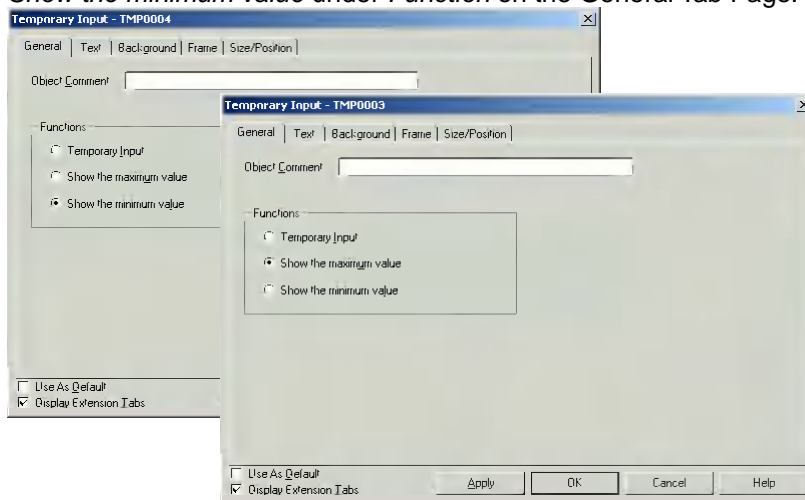 Show the minimum value under Function on the General Tab Page.
Temporary Input - TMP0004
General Text Background Frame Size/Position
Object Comment
Functions
Temporary Input
Show the maximum value
Show the minimum value
Use As Default
Display Extension Tabs
Temporary Input - TMP0003
General Text Background Frame Size/Position
Object Comment
Functions
Temporary Input
Show the maximum value
Show the minimum value
Use As Default
Display Extension Tabs
Apply OK Cancel Help